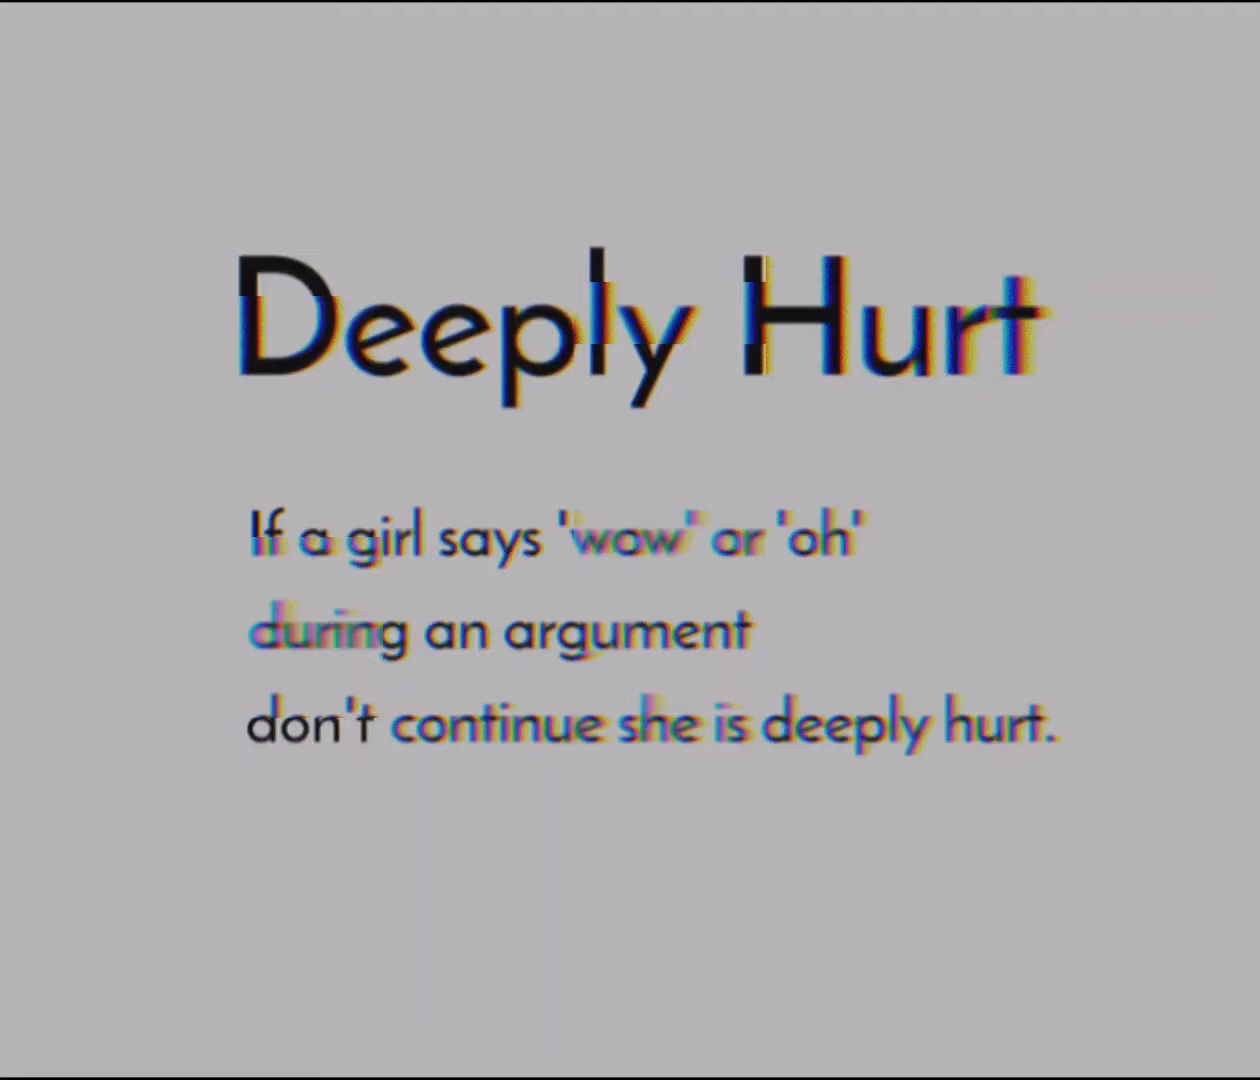 Deeply Hurt
If a girl says 'wow' or 'oh'
during an argument
don't continue she is deeply hurt.